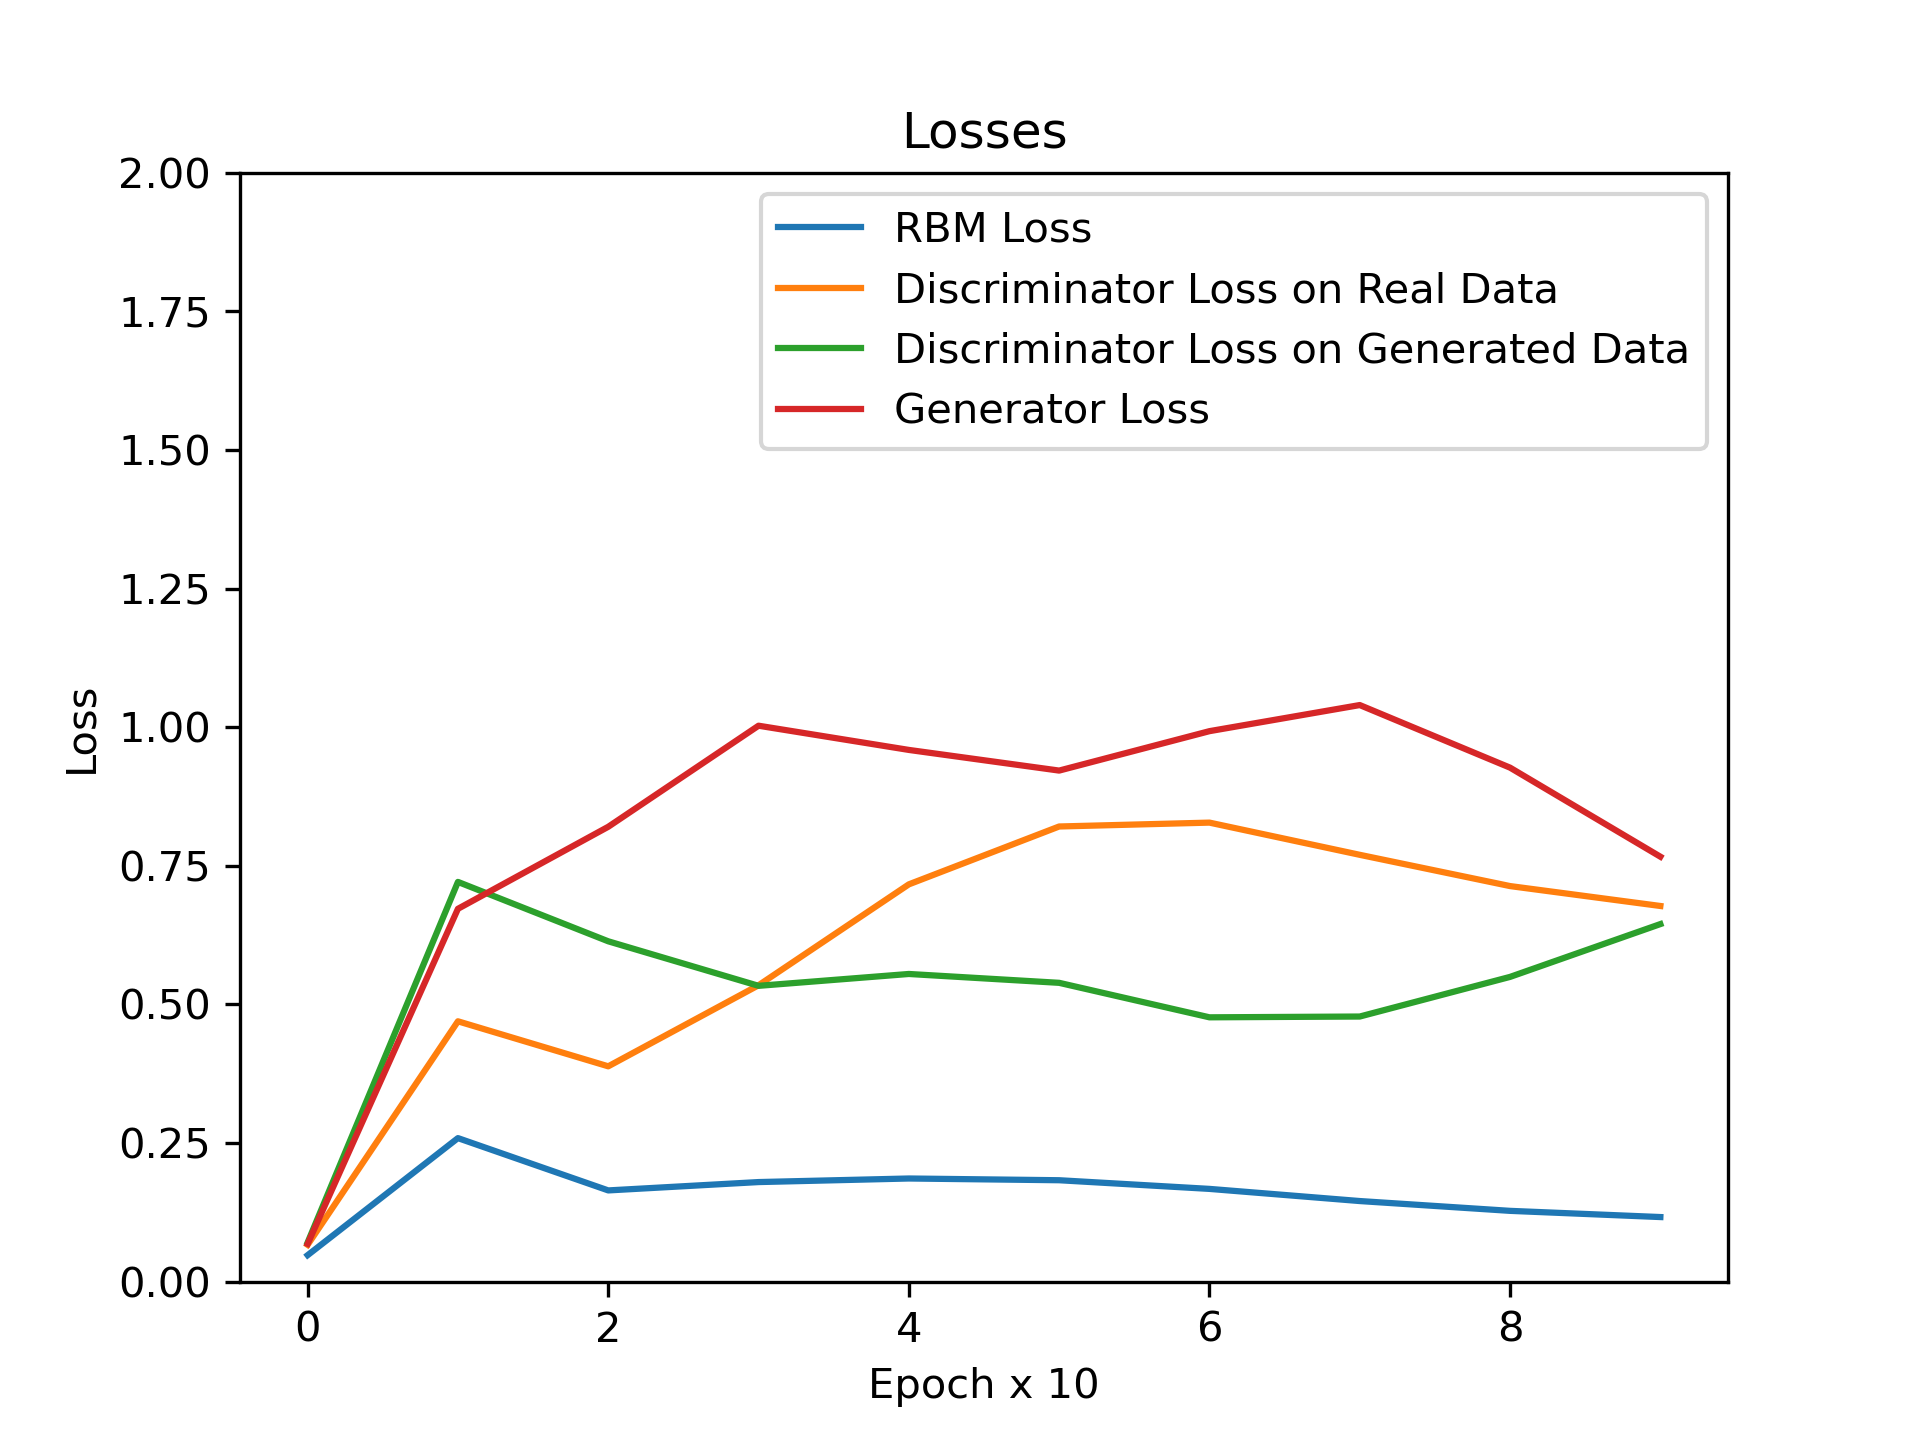 Losses
2.00
1.75
1.50
1.25
1.00
0.75
0.50
0.25
0.00
Loss
RBM Loss
Discriminator Loss on Real Data
Discriminator Loss on Generated Data
Generator Loss
0 2 4 6 8
Epoch x 10